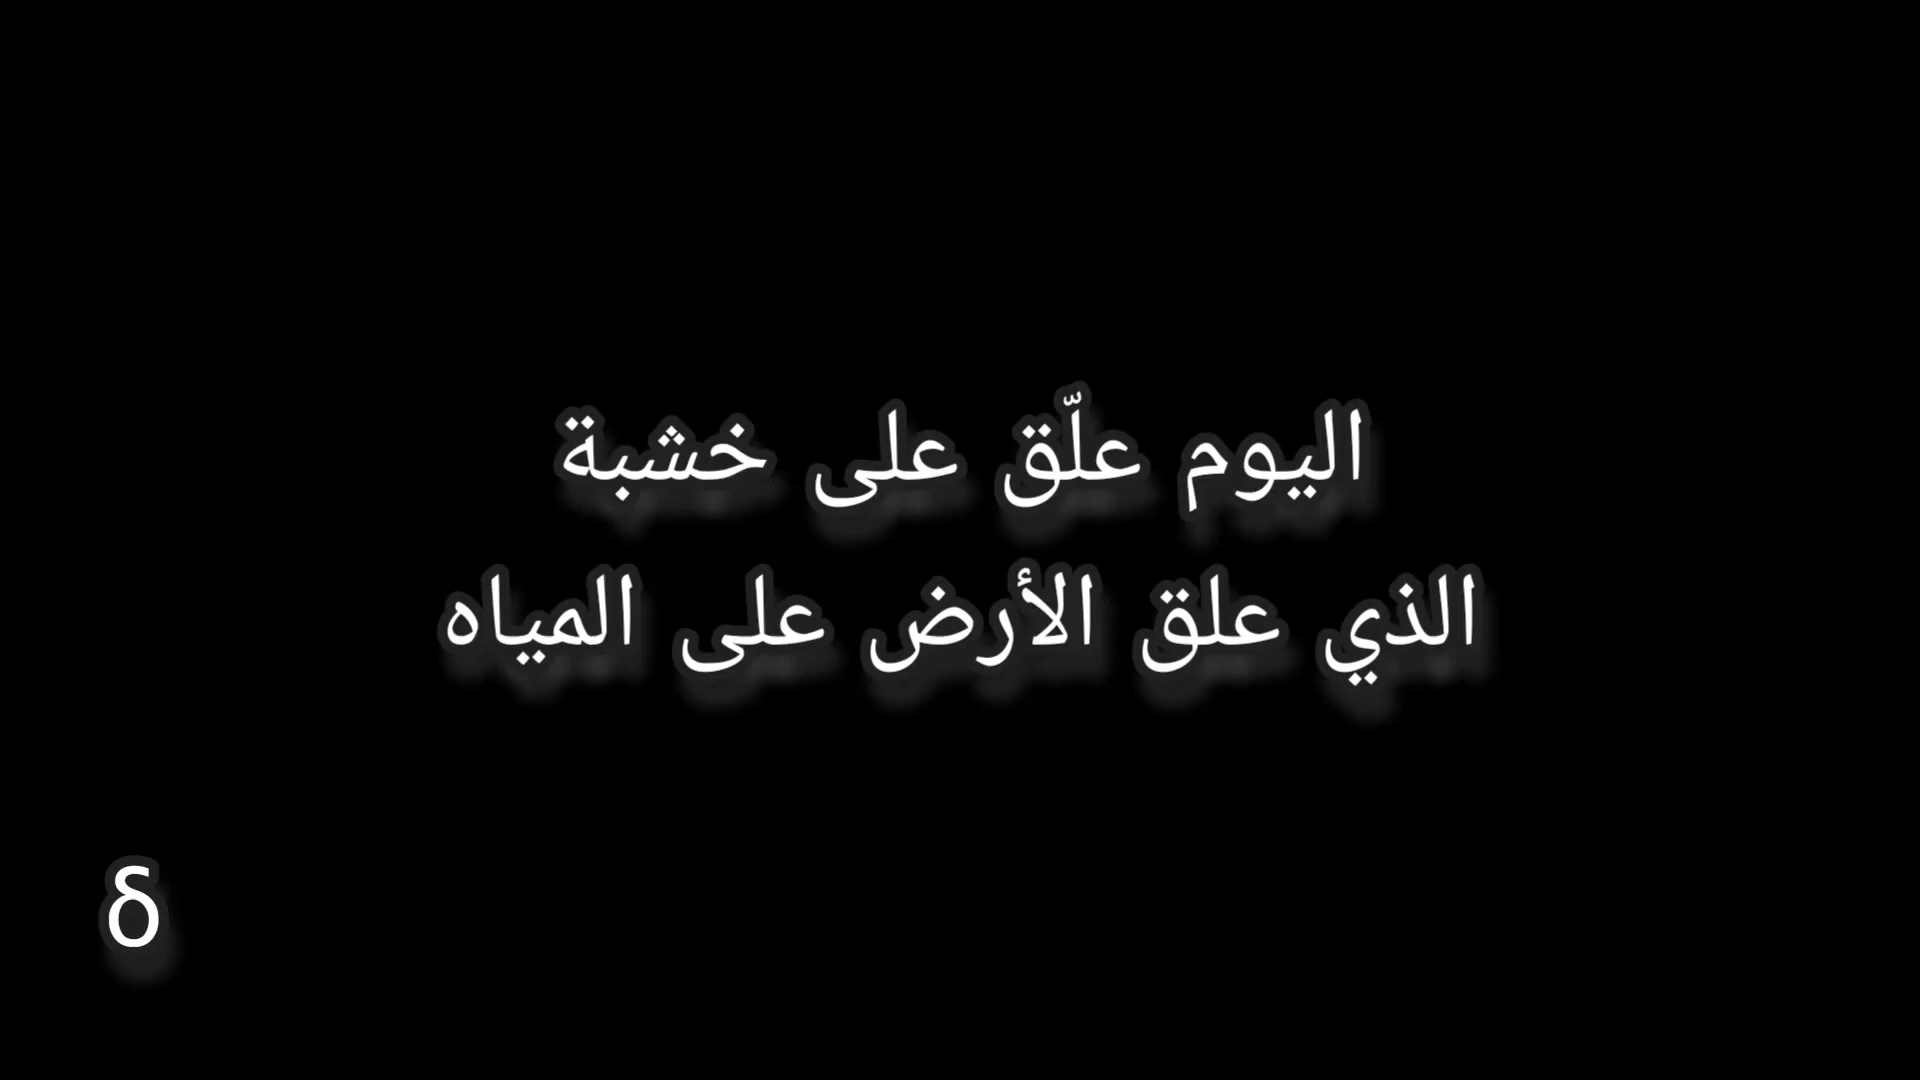 اليوم علّق على خشبة
الذي علق الأرض على المياه
δ